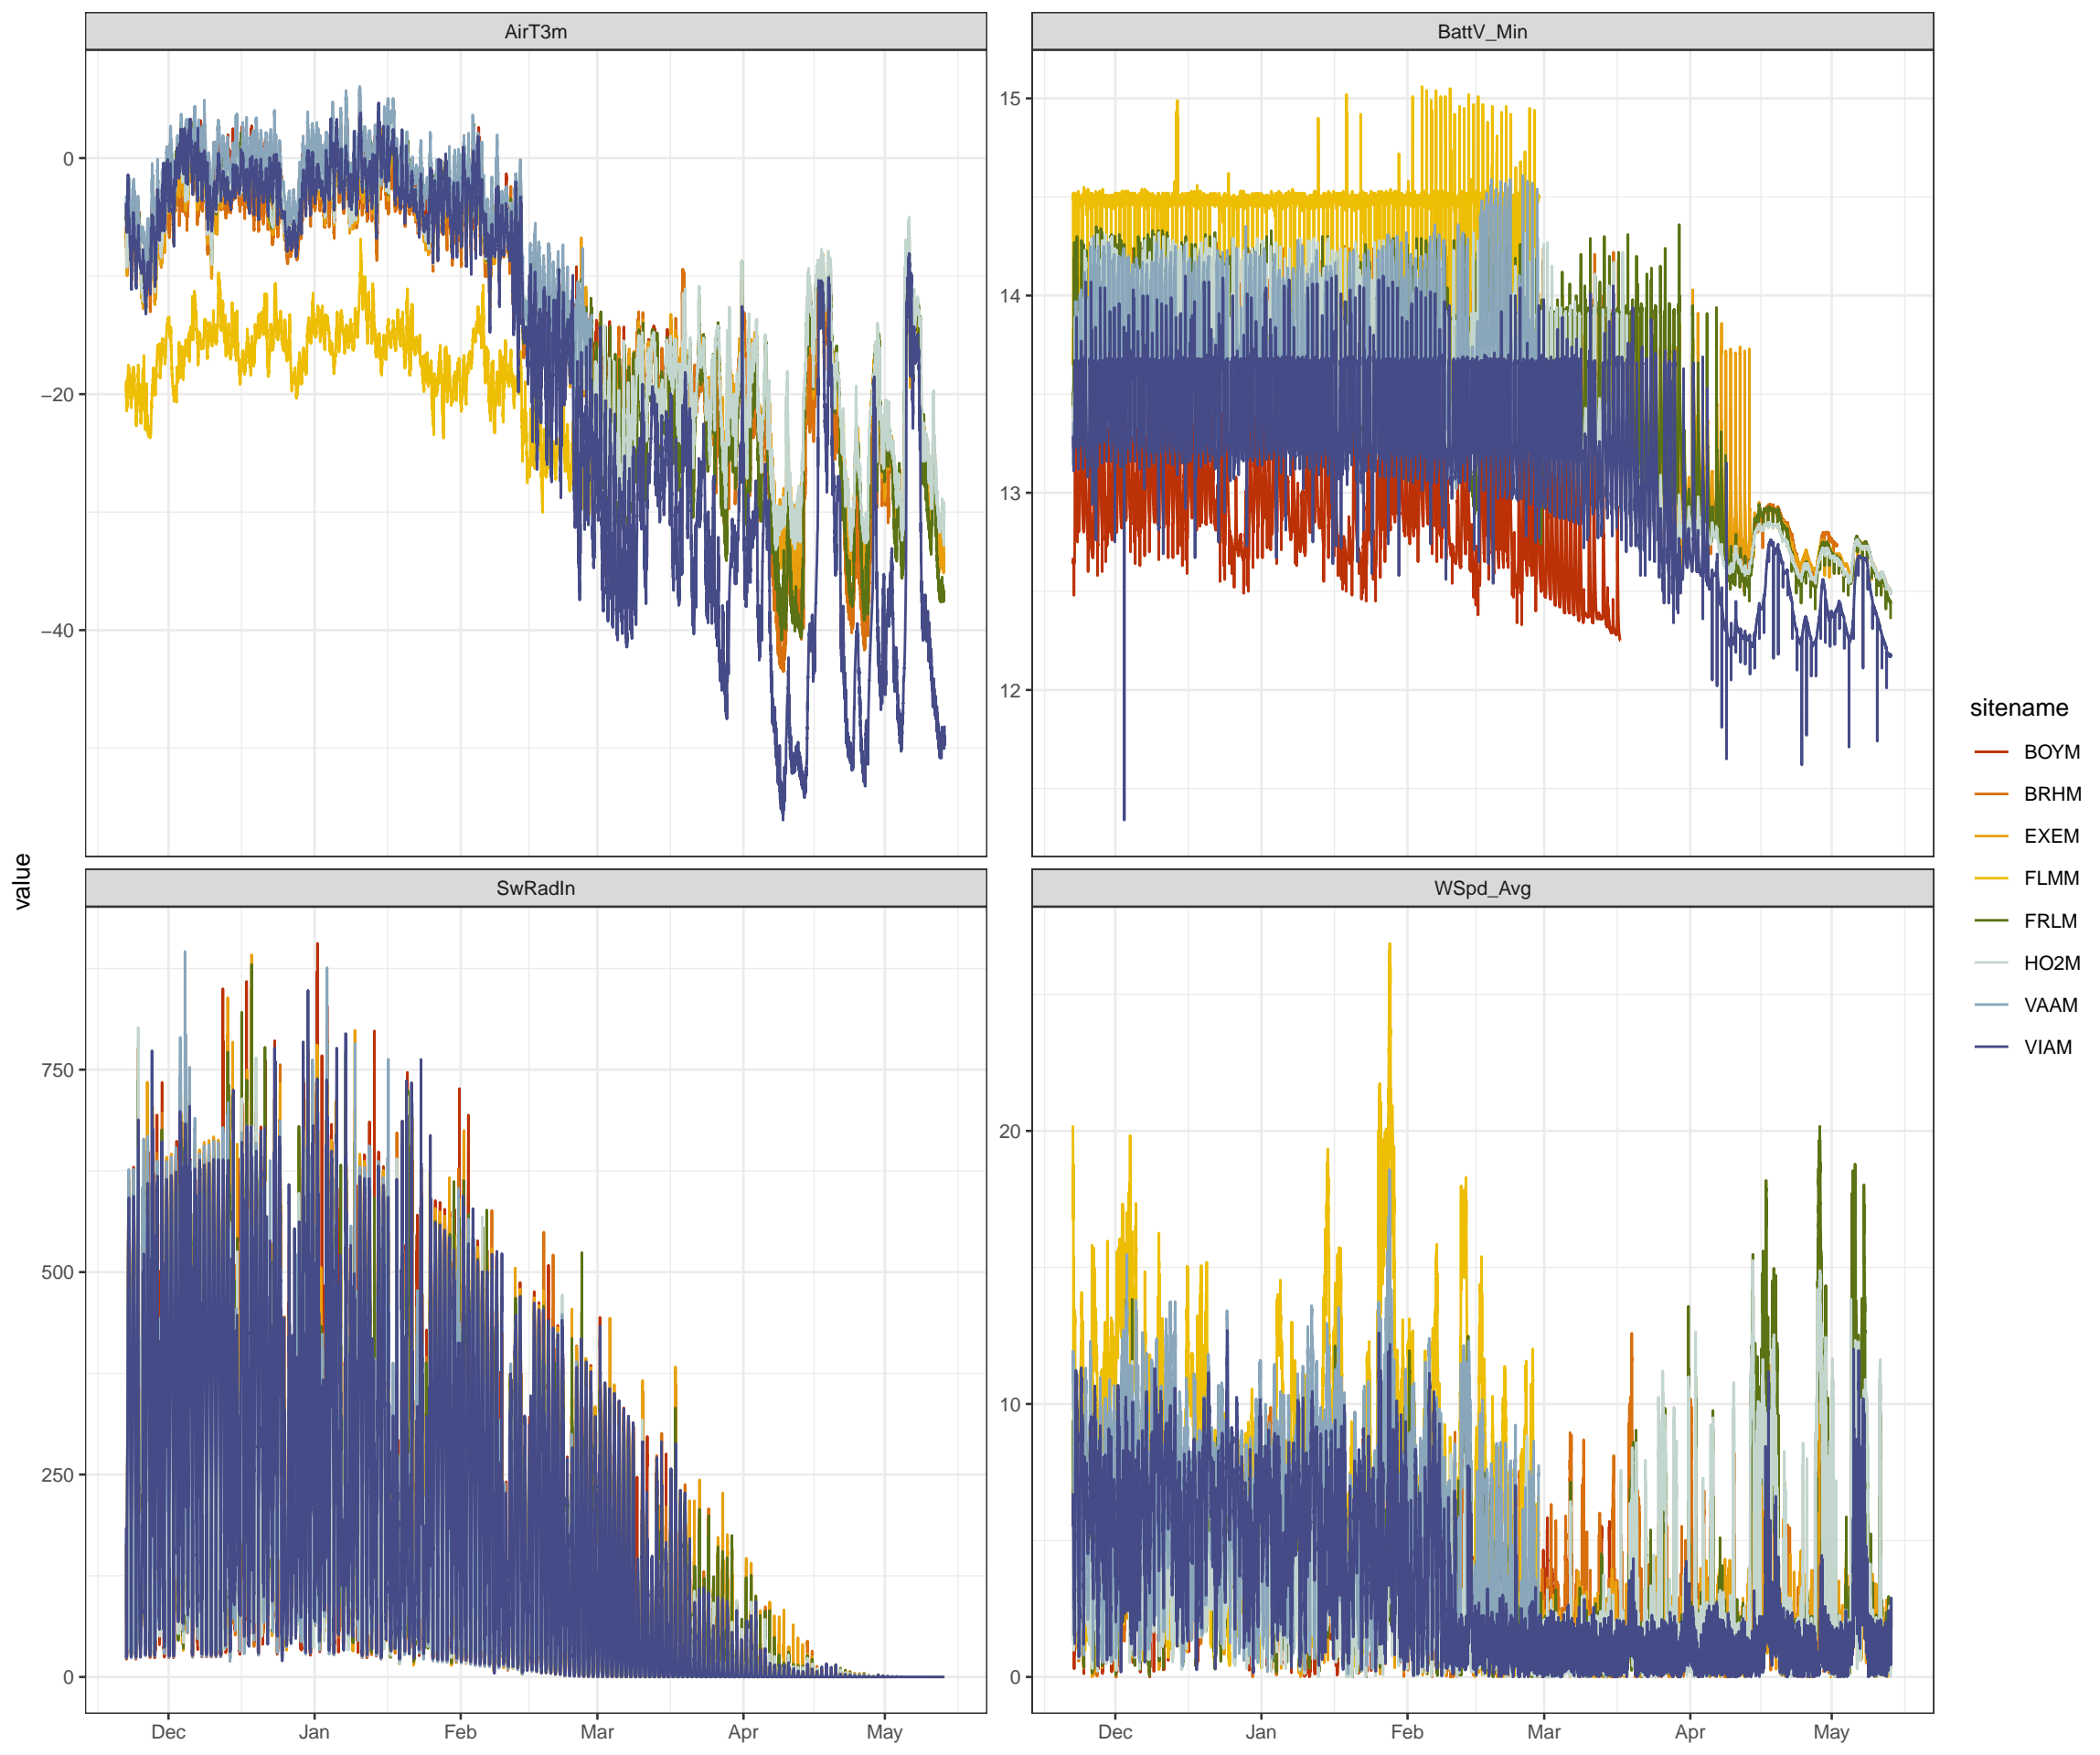 AirT3m
BattV_Min
0
−20
−40
15
14
13
12
SwRadIn
WSpd_Avg
750
500
250
0
20
10
0
Dec Jan Feb Mar Apr May
Dec Jan Feb Mar Apr May
value
sitename
BOYM
BRHM
EXEM
FLMM
FRLM
HO2M
VAAM
VIAM